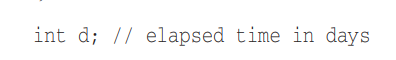 int d; // elapsed time in days